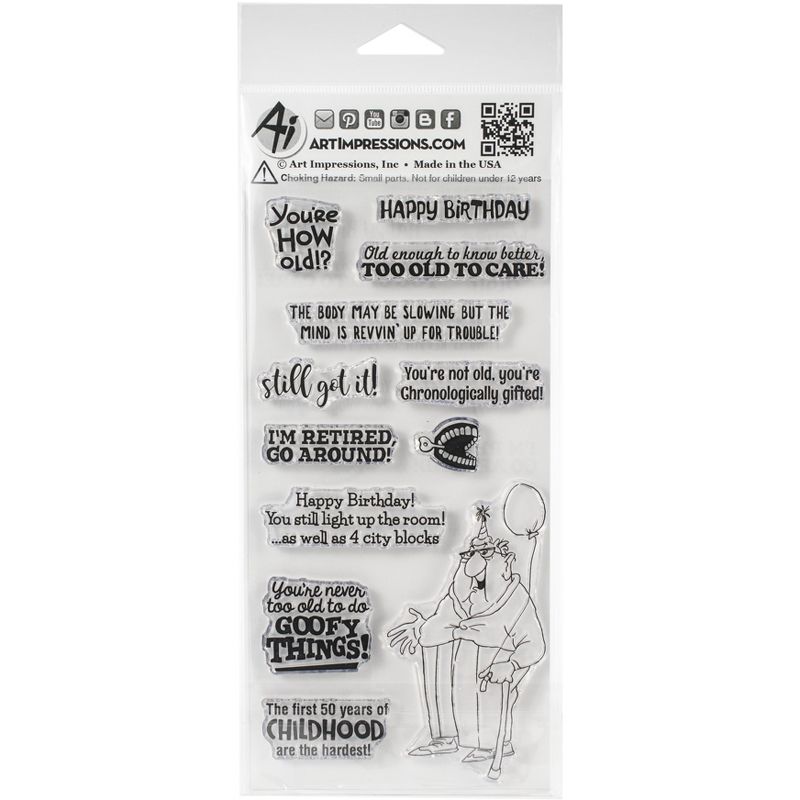 Ai
You Tube
ARTIMPRESSIONS.COM
© Art Impressions, Inc • Made in the USA
Choking Hazard: Small parts. Not for children under 12 years
You're
HOW
old!?
HAPPY BiRTHDAY
Old enough to know better,
TOO OLD TO CARE!
THE BODY MAY BE SLOWING BUT THE
MIND IS REVVIN' UP FOR TROUBLE!
still got it!
You're not old, you're
Chronologically gifted!
I'M RETIRED,
GO AROUND!
Happy Birthday!
You still light up the room!
...as well as 4 city blocks
You're never
too old to do
GOOFY
THINGS!
The first 50 years of
CHILDHOOD
are the hardest!